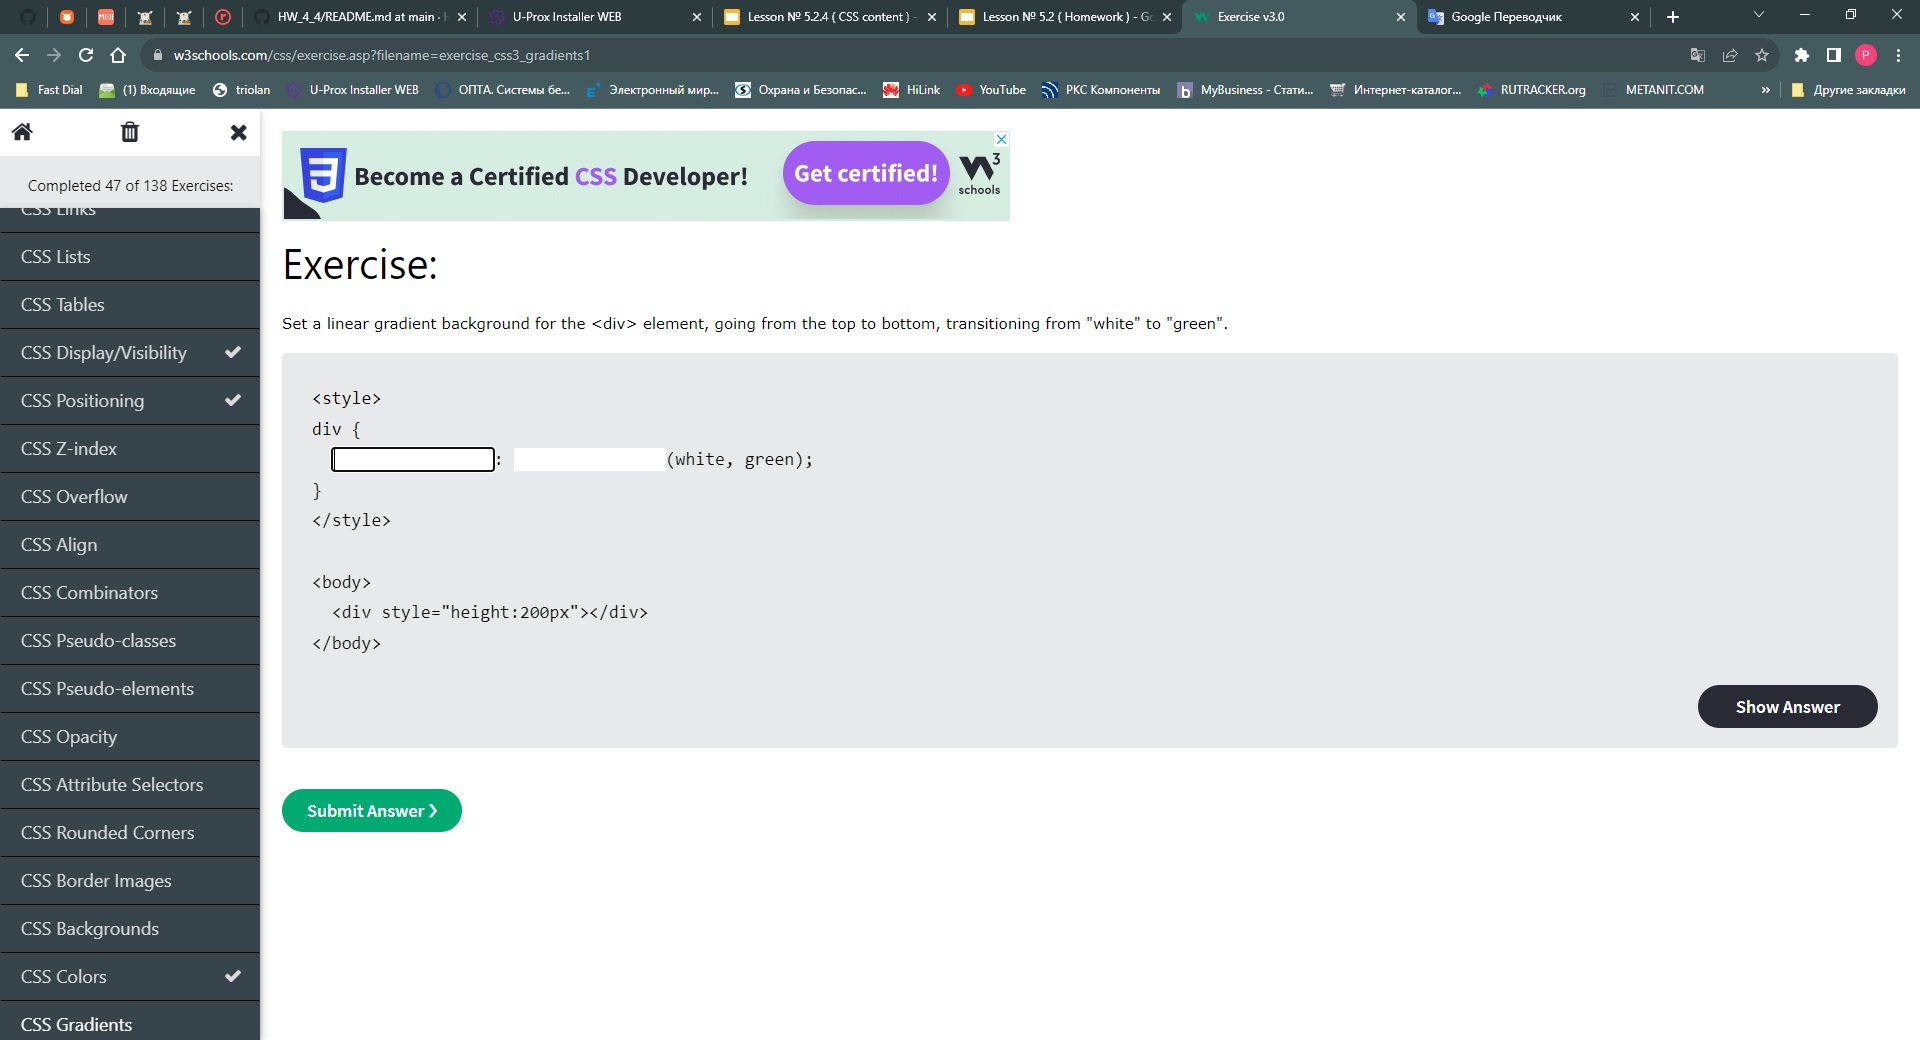 HW_4_4/README.md at main · H
U-Prox Installer WEB
Lesson № 5.2.4 ( CSS content ) -
Lesson № 5.2 ( Homework ) - Go
Exercise v3.0
Google Переводчик
w3schools.com/css/exercise.asp?filename=exercise_css3_gradients1
P
Fast Dial
(1) Входящие
triolan
U-Prox Installer WEB
ОПТА. Системы бе...
Электронный мир...
Охрана и Безопас...
HiLink
YouTube
РКС Компоненты
MyBusiness - Стати...
Интернет-каталог...
RUTRACKER.org
METANIT.COM
»
Другие закладки
Completed 47 of 138 Exercises:
CSS Links
CSS Lists
CSS Tables
CSS Display/Visibility
CSS Positioning
CSS Z-index
CSS Overflow
CSS Align
CSS Combinators
CSS Pseudo-classes
CSS Pseudo-elements
CSS Opacity
CSS Attribute Selectors
CSS Rounded Corners
CSS Border Images
CSS Backgrounds
CSS Colors
CSS Gradients
Become a Certified CSS Developer!
Get certified!
W3
schools
Exercise:
Set a linear gradient background for the <div> element, going from the top to bottom, transitioning from "white" to "green".
<style>
div {
: (white, green);
}
</style>
<body>
<div style="height:200px"></div>
</body>
Show Answer
Submit Answer ❯